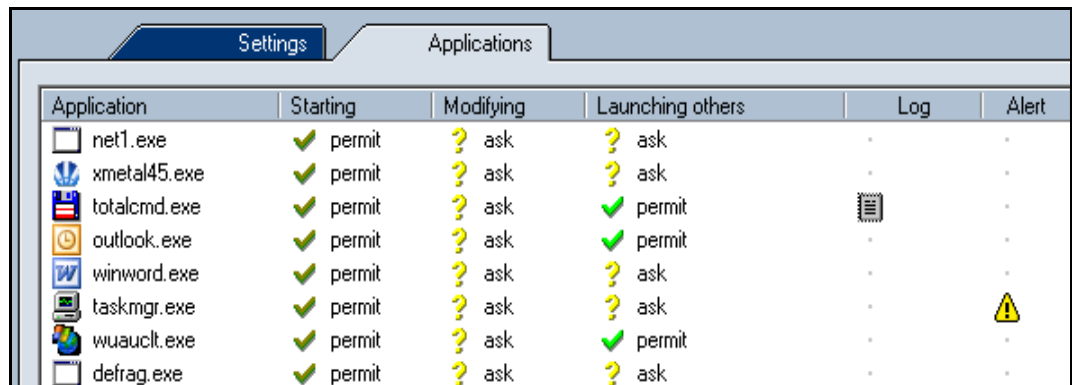 Settings Applications
Application Starting Modifying Launching others Log Alert
net1.exe permit ? ask ? ask
xmetal45.exe permit ? ask ? ask
totalcmd.exe permit ? ask permit
outlook.exe permit ? ask permit
winword.exe permit ? ask ? ask
taskmgr.exe permit ? ask ? ask
wuauclt.exe permit ? ask permit
defrag.exe permit ? ask ? ask